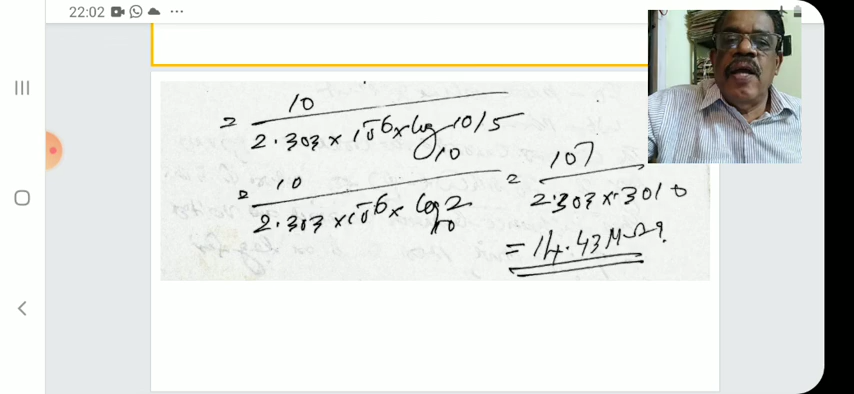 22:02
= 10 / 2.303 × 10⁻⁶ × log₁₀ 10/5
= 10 / 2.303 × 10⁻⁶ × log₁₀ 2 = 10⁷ / 2.303 × .3010
= 14.43 MΩ